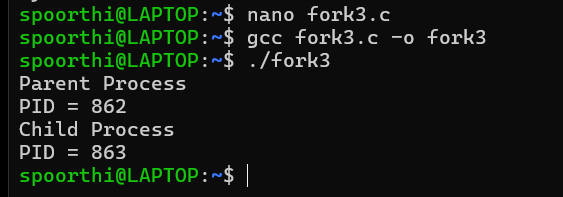 spoorthi@LAPTOP:~$ nano fork3.c
spoorthi@LAPTOP:~$ gcc fork3.c -o fork3
spoorthi@LAPTOP:~$ ./fork3
Parent Process
PID = 862
Child Process
PID = 863
spoorthi@LAPTOP:~$